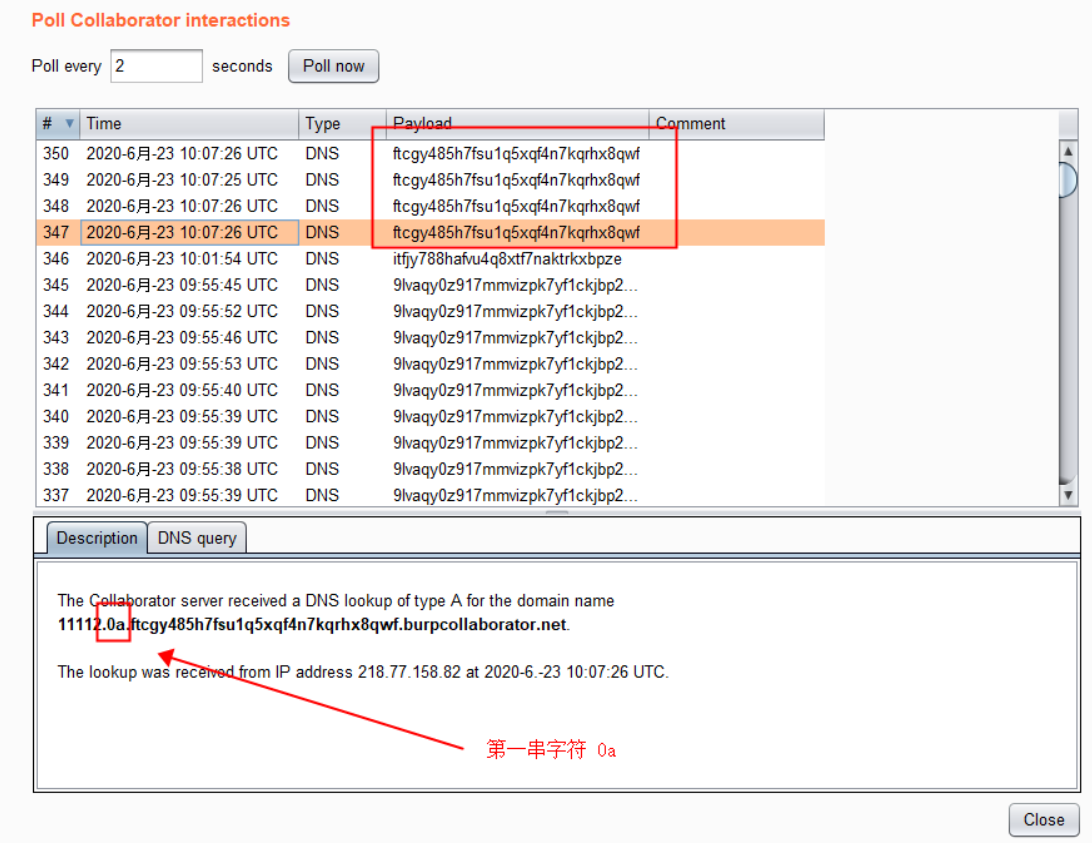 Poll Collaborator interactions
Poll every 2 seconds Poll now
# Time Type Payload Comment
350 2020-6月-23 10:07:26 UTC DNS ftcgy485h7fsu1q5xqf4n7kqrhx8qwf
349 2020-6月-23 10:07:25 UTC DNS ftcgy485h7fsu1q5xqf4n7kqrhx8qwf
348 2020-6月-23 10:07:26 UTC DNS ftcgy485h7fsu1q5xqf4n7kqrhx8qwf
347 2020-6月-23 10:07:26 UTC DNS ftcgy485h7fsu1q5xqf4n7kqrhx8qwf
346 2020-6月-23 10:01:54 UTC DNS itfjy788hafvu4q8xtf7naktrkxbpze
345 2020-6月-23 09:55:45 UTC DNS 9lvaqy0z917mmvizpk7yf1ckjbp2...
344 2020-6月-23 09:55:52 UTC DNS 9lvaqy0z917mmvizpk7yf1ckjbp2...
343 2020-6月-23 09:55:46 UTC DNS 9lvaqy0z917mmvizpk7yf1ckjbp2...
342 2020-6月-23 09:55:53 UTC DNS 9lvaqy0z917mmvizpk7yf1ckjbp2...
341 2020-6月-23 09:55:40 UTC DNS 9lvaqy0z917mmvizpk7yf1ckjbp2...
340 2020-6月-23 09:55:39 UTC DNS 9lvaqy0z917mmvizpk7yf1ckjbp2...
339 2020-6月-23 09:55:39 UTC DNS 9lvaqy0z917mmvizpk7yf1ckjbp2...
338 2020-6月-23 09:55:38 UTC DNS 9lvaqy0z917mmvizpk7yf1ckjbp2...
337 2020-6月-23 09:55:39 UTC DNS 9lvaqy0z917mmvizpk7yf1ckjbp2...
Description DNS query
The Collaborator server received a DNS lookup of type A for the domain name
11112.0a.ftcgy485h7fsu1q5xqf4n7kqrhx8qwf.burpcollaborator.net.
The lookup was received from IP address 218.77.158.82 at 2020-6.-23 10:07:26 UTC.
第一串字符 0a
Close